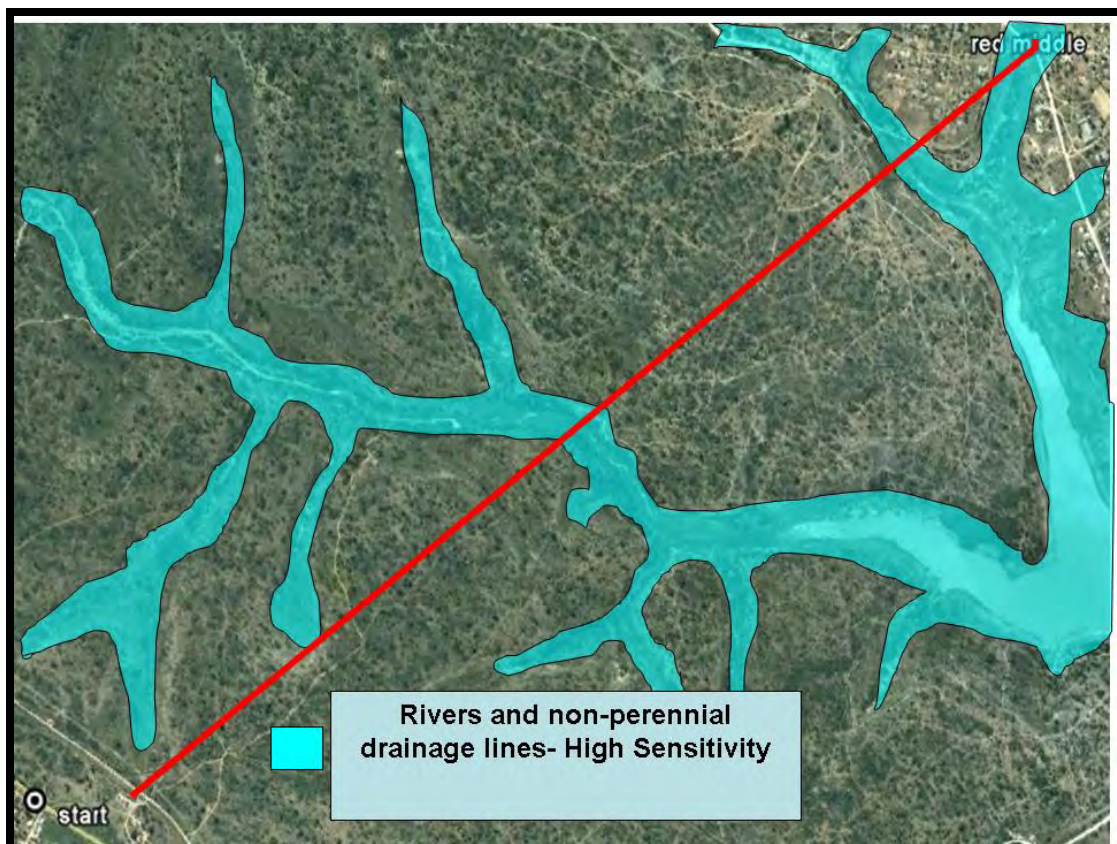 red middle
Rivers and non-perennial
drainage lines- High Sensitivity
start